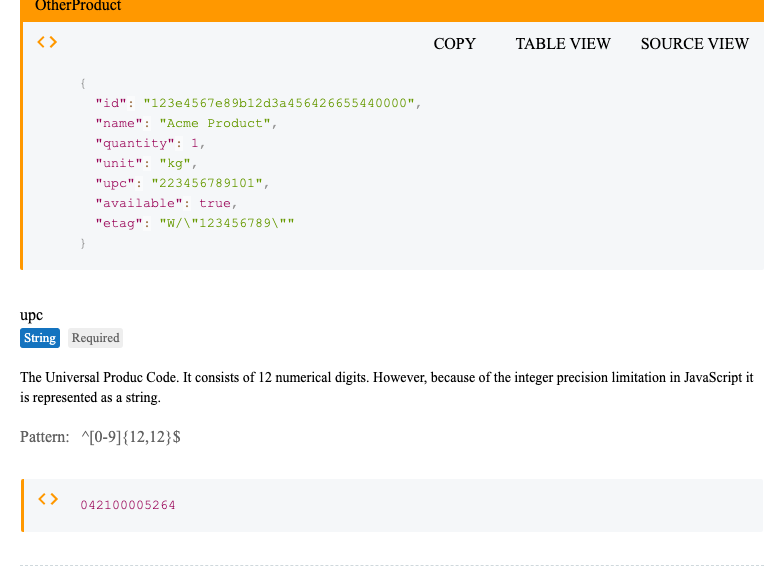 OtherProduct
COPY TABLE VIEW SOURCE VIEW
{
"id": "123e4567e89b12d3a456426655440000",
"name": "Acme Product",
"quantity": 1,
"unit": "kg",
"upc": "223456789101",
"available": true,
"etag": "W/\"123456789\""
}
upc
String Required
The Universal Produc Code. It consists of 12 numerical digits. However, because of the integer precision limitation in JavaScript it
is represented as a string.
Pattern: ^[0-9]{12,12}$
042100005264